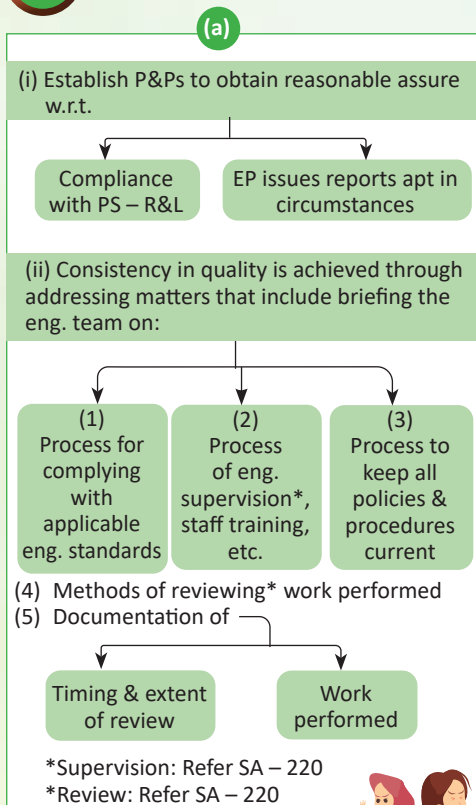 (a)
(i) Establish P&Ps to obtain reasonable assure
w.r.t.
Compliance
with PS – R&L
EP issues reports apt in
circumstances
(ii) Consistency in quality is achieved through
addressing matters that include briefing the
eng. team on:
(1)
Process for
complying
with
applicable
eng. standards
(2)
Process
of eng.
supervision*,
staff training,
etc.
(3)
Process to
keep all
policies &
procedures
current
(4) Methods of reviewing* work performed
(5) Documentation of
Timing & extent
of review
Work
performed
*Supervision: Refer SA – 220
*Review: Refer SA – 220